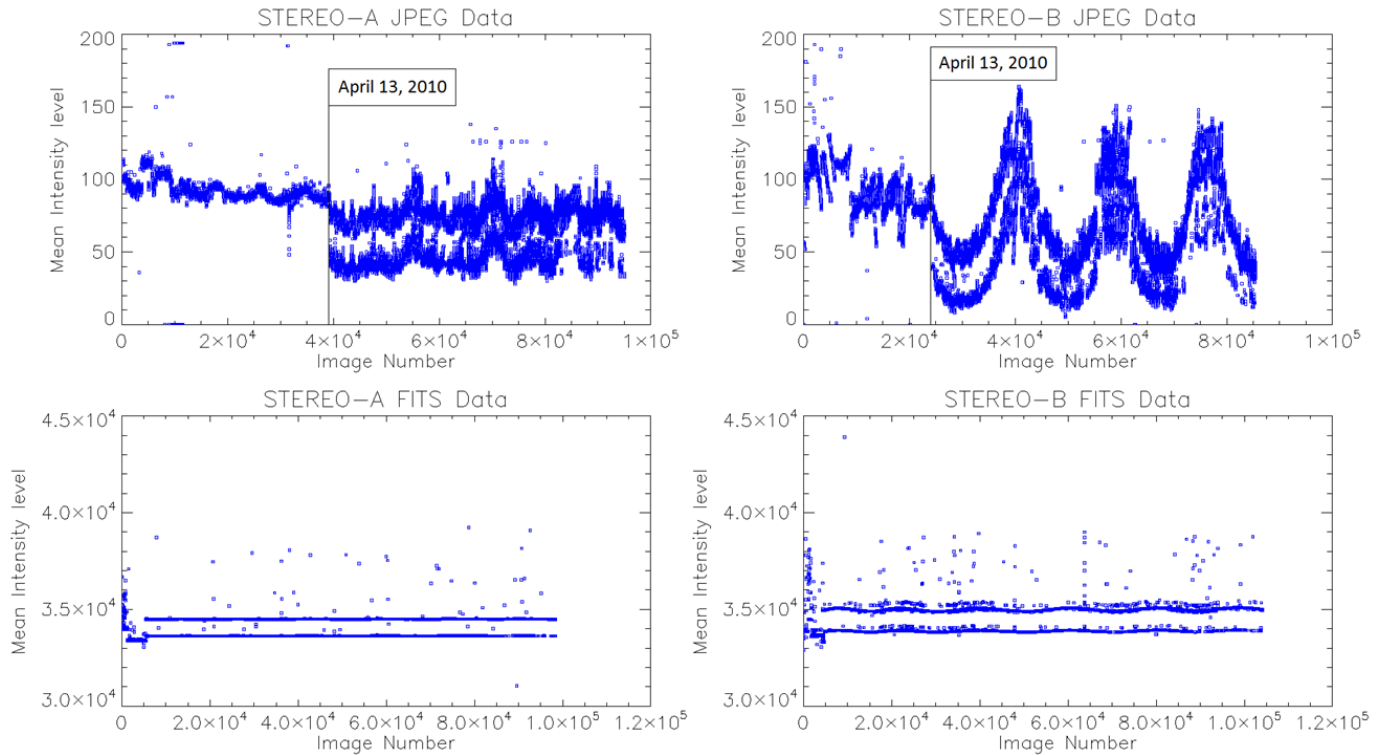 STEREO-A JPEG Data
200
150
100
50
0
Mean Intensity level
April 13, 2010
0 2×10⁴ 4×10⁴ 6×10⁴ 8×10⁴ 1×10⁵
Image Number
STEREO-B JPEG Data
200
150
100
50
0
Mean Intensity level
April 13, 2010
0 2×10⁴ 4×10⁴ 6×10⁴ 8×10⁴ 1×10⁵
Image Number
STEREO-A FITS Data
4.5×10⁴
4.0×10⁴
3.5×10⁴
3.0×10⁴
Mean Intensity level
0 2.0×10⁴ 4.0×10⁴ 6.0×10⁴ 8.0×10⁴ 1.0×10⁵ 1.2×10⁵
Image Number
STEREO-B FITS Data
4.5×10⁴
4.0×10⁴
3.5×10⁴
3.0×10⁴
Mean Intensity level
0 2.0×10⁴ 4.0×10⁴ 6.0×10⁴ 8.0×10⁴ 1.0×10⁵ 1.2×10⁵
Image Number